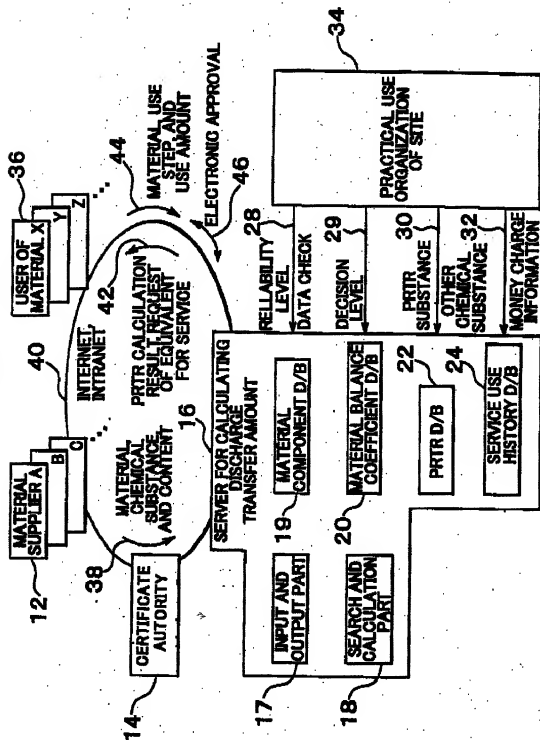 12
MATERIAL
SUPPLIER A
B
C
40
INTERNET,
INTRANET
36
USER OF
MATERIAL X
Y
Z
14
CERTIFICATE
AUTORITY
38
MATERIAL
CHEMICAL
SUBSTANCE
AND CONTENT
42
PRTR CALCULATION
RESULT, REQUEST
OF EQUIVALENT
FOR SERVICE
44
MATERIAL USE
STEP, AND
USE AMOUNT
ELECTRONIC APPROVAL
46
16
SERVER FOR CALCULATING
DISCHARGE
TRANSFER AMOUNT
17
INPUT AND
OUTPUT PART
18
SEARCH AND
CALCULATION
PART
19
MATERIAL
COMPONENT D/B
20
MATERIAL BALANCE
COEFFICIENT D/B
22
PRTR D/B
24
SERVICE USE
HISTORY D/B
RELIABILITY
LEVEL
28
DATA CHECK
29
DECISION LEVEL
30
PRTR
SUBSTANCE
OTHER
CHEMICAL
SUBSTANCE
32
MONEY CHARGE
INFORMATION
34
PRACTICAL USE
ORGANIZATION
OF SITE